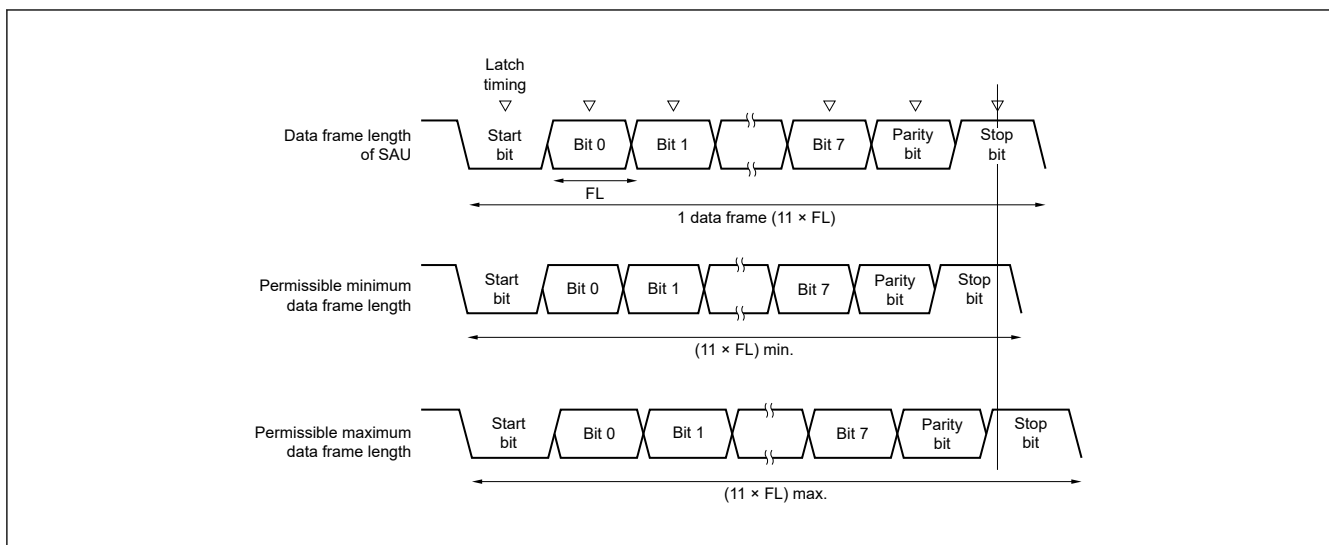 Latch
timing
Data frame length
of SAU
Start
bit
Bit 0
Bit 1
Bit 7
Parity
bit
Stop
bit
FL
1 data frame (11 × FL)
Permissible minimum
data frame length
Start
bit
Bit 0
Bit 1
Bit 7
Parity
bit
Stop
bit
(11 × FL) min.
Permissible maximum
data frame length
Start
bit
Bit 0
Bit 1
Bit 7
Parity
bit
Stop
bit
(11 × FL) max.